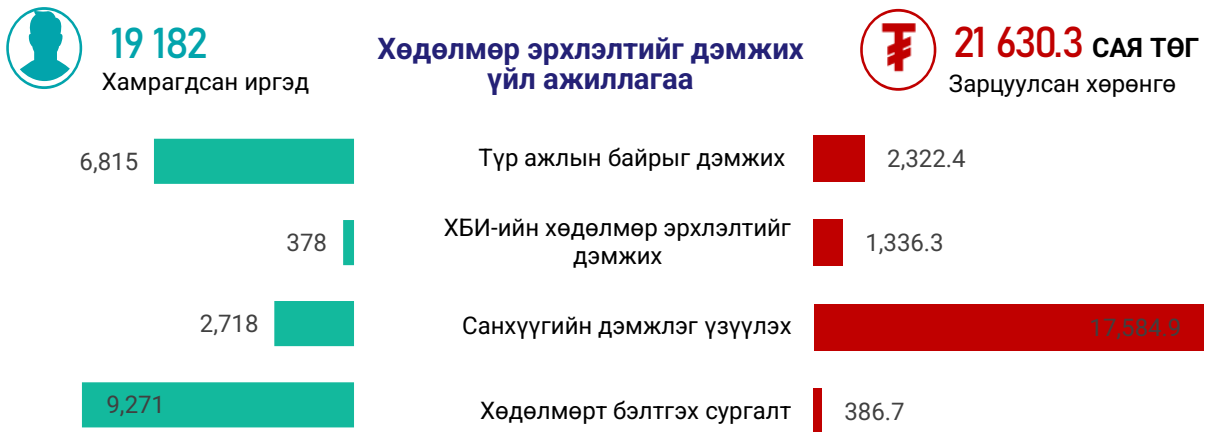 19 182
Хамрагдсан иргэд
Хөдөлмөр эрхлэлтийг дэмжих
үйл ажиллагаа
21 630.3 САЯ ТӨГ
Зарцуулсан хөрөнгө
6,815
Түр ажлын байрыг дэмжих
2,322.4
378
ХБИ-ийн хөдөлмөр эрхлэлтийг
дэмжих
1,336.3
2,718
Санхүүгийн дэмжлэг үзүүлэх
17,584.9
9,271
Хөдөлмөрт бэлтгэх сургалт
386.7